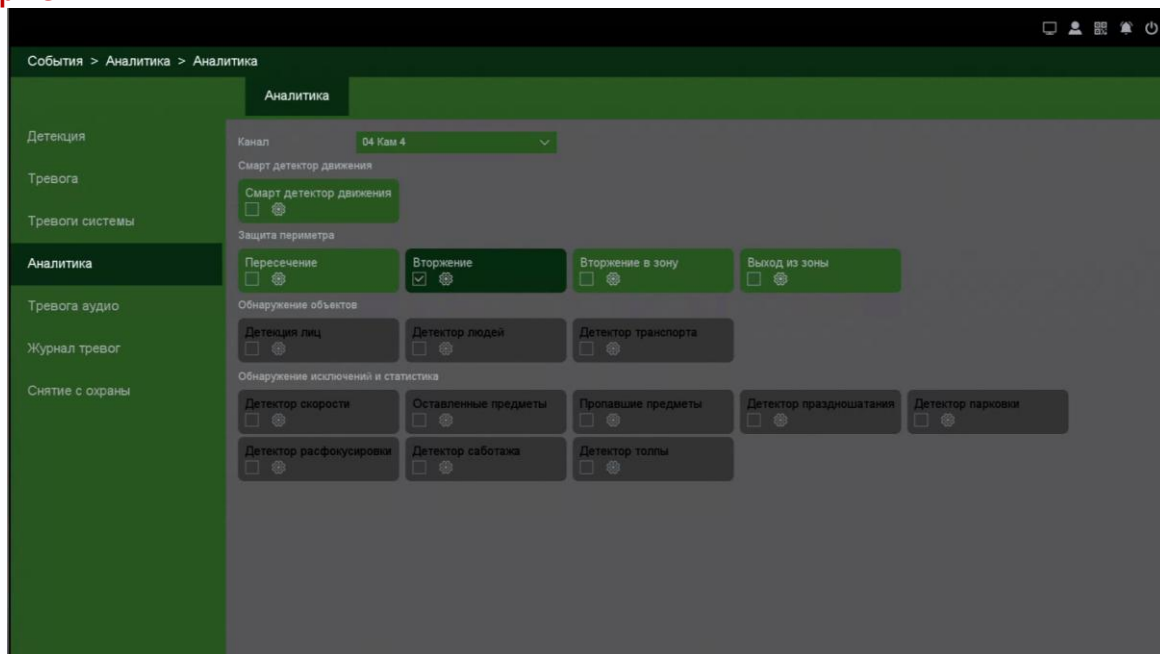 События > Аналитика > Аналитика
Аналитика
Детекция
Тревога
Тревоги системы
Аналитика
Тревога аудио
Журнал тревог
Снятие с охраны
Канал 04 Кам 4
Смарт детектор движения
Смарт детектор движения
Защита периметра
Пересечение Вторжение Вторжение в зону Выход из зоны
Обнаружение объектов
Детекция лиц Детектор людей Детектор транспорта
Обнаружение исключений и статистика
Детектор скорости Оставленные предметы Пропавшие предметы Детектор праздношатания Детектор парковки
Детектор расфокусировки Детектор саботажа Детектор толпы